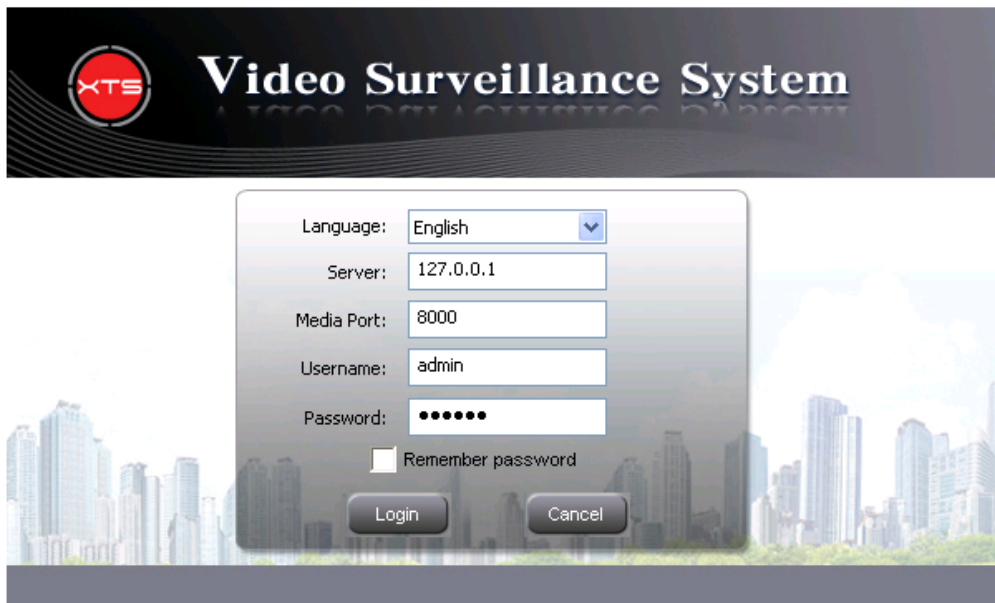 XTS
Video Surveillance System
Language: English
Server: 127.0.0.1
Media Port: 8000
Username: admin
Password: ••••••
Remember password
Login Cancel